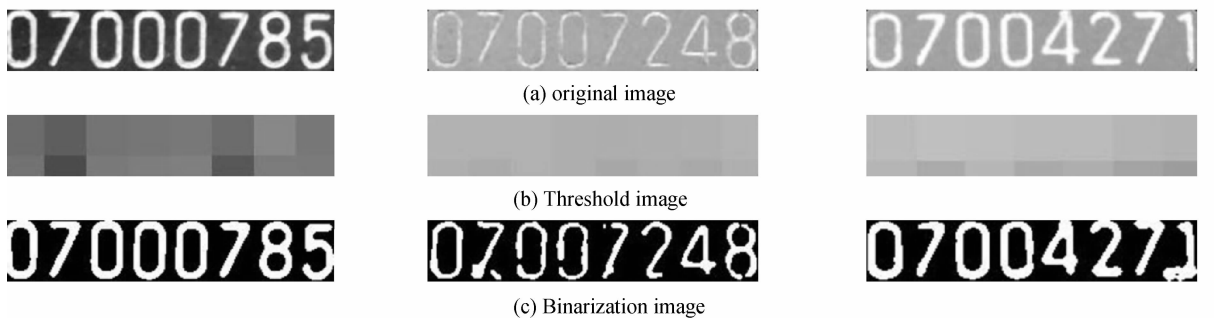 07000785 07007248 07004271
(a) original image
(b) Threshold image
07000785 07007248 07004271
(c) Binarization image